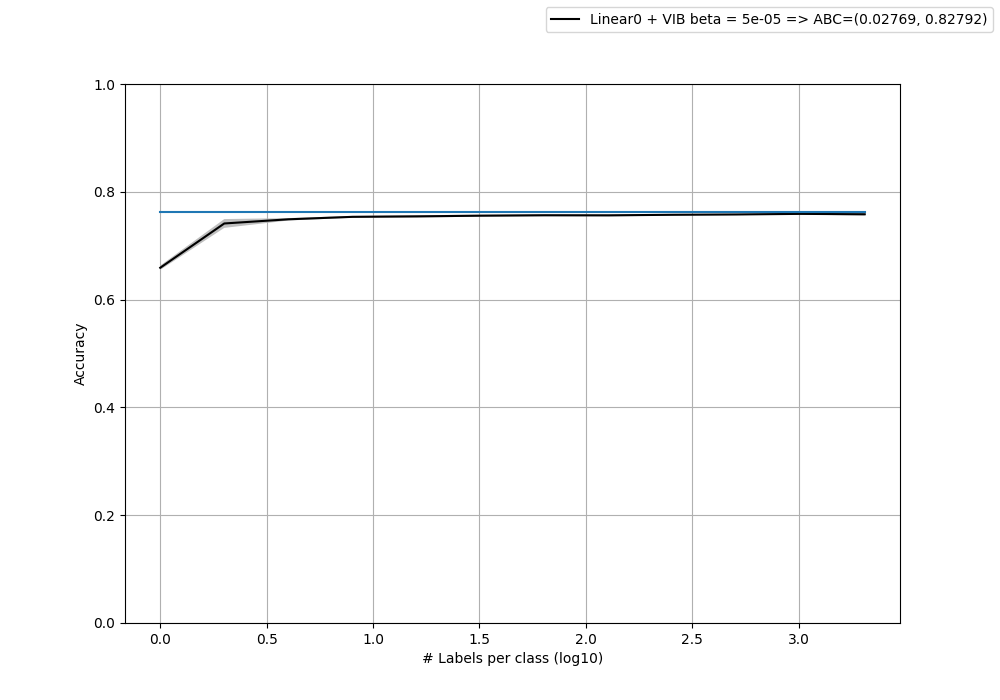 Linear0 + VIB beta = 5e-05 => ABC=(0.02769, 0.82792)
1.0
0.8
0.6
0.4
0.2
0.0
Accuracy
0.0 0.5 1.0 1.5 2.0 2.5 3.0
# Labels per class (log10)